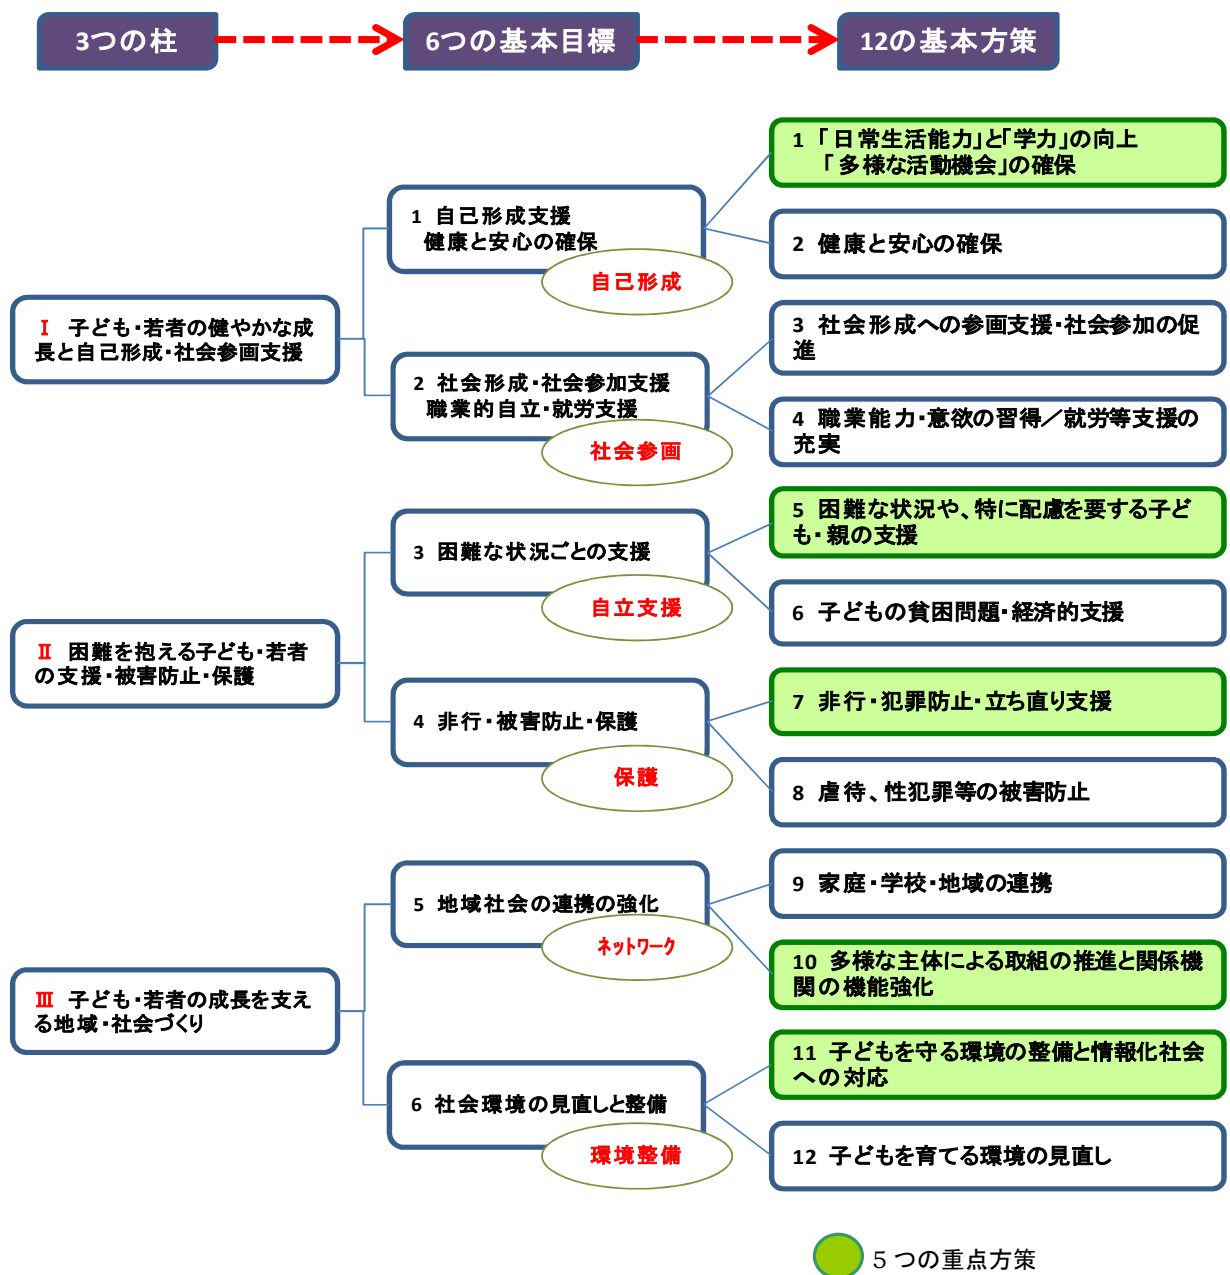 3つの柱
6つの基本目標
12の基本方策
Ⅰ 子ども・若者の健やかな成
長と自己形成・社会参画支援
1 自己形成支援
健康と安心の確保
自己形成
1 「日常生活能力」と「学力」の向上
「多様な活動機会」の確保
2 健康と安心の確保
2 社会形成・社会参加支援
職業的自立・就労支援
社会参画
3 社会形成への参画支援・社会参加の促
進
4 職業能力・意欲の習得／就労等支援の
充実
Ⅱ 困難を抱える子ども・若者
の支援・被害防止・保護
3 困難な状況ごとの支援
自立支援
5 困難な状況や、特に配慮を要する子ど
も・親の支援
6 子どもの貧困問題・経済的支援
4 非行・被害防止・保護
保護
7 非行・犯罪防止・立ち直り支援
8 虐待、性犯罪等の被害防止
Ⅲ 子ども・若者の成長を支え
る地域・社会づくり
5 地域社会の連携の強化
ネットワーク
9 家庭・学校・地域の連携
10 多様な主体による取組の推進と関係機
関の機能強化
6 社会環境の見直しと整備
環境整備
11 子どもを守る環境の整備と情報化社会
への対応
12 子どもを育てる環境の見直し
５つの重点方策